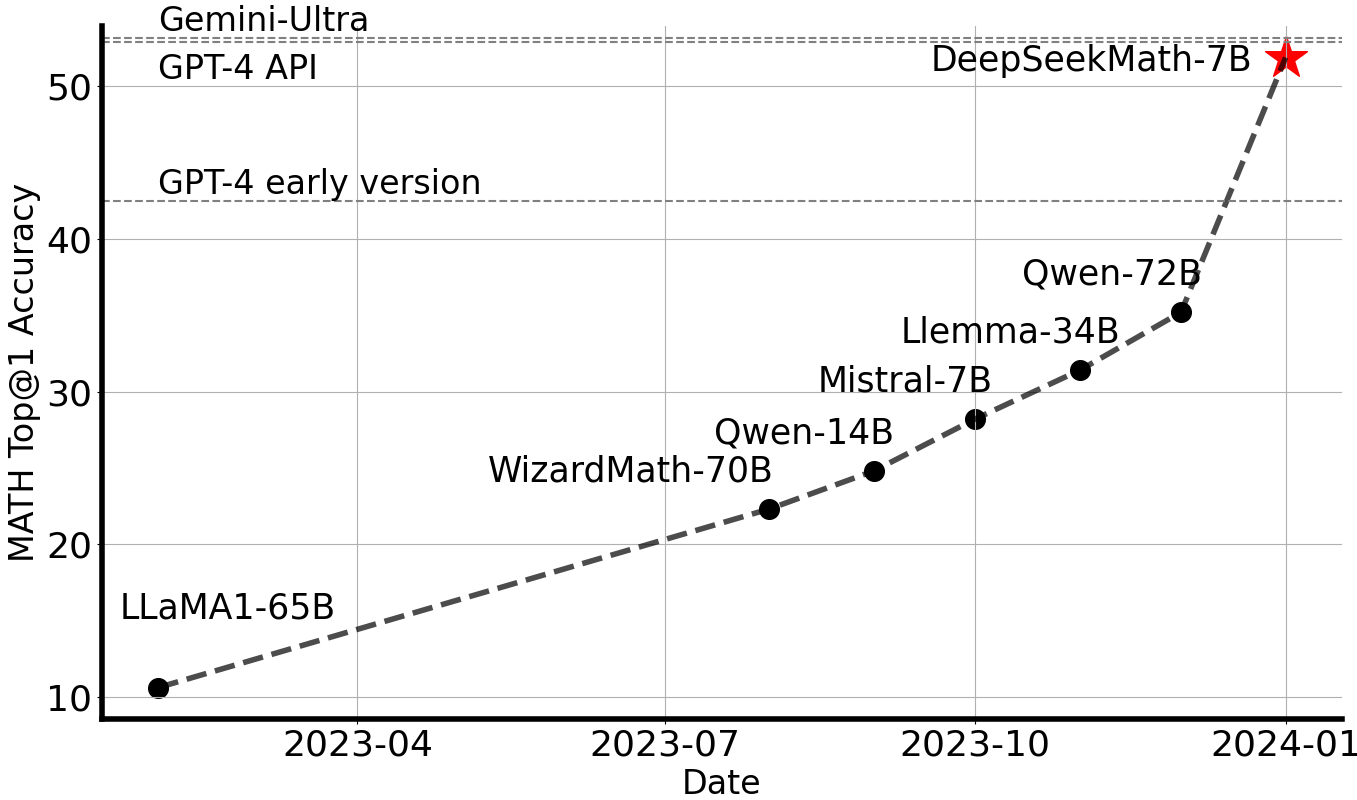 Gemini-Ultra
GPT-4 API
DeepSeekMath-7B
50
GPT-4 early version
40
Qwen-72B
Llemma-34B
Mistral-7B
30
Qwen-14B
WizardMath-70B
20
LLaMA1-65B
10
MATH Top@1 Accuracy
2023-04
2023-07
2023-10
2024-01
Date